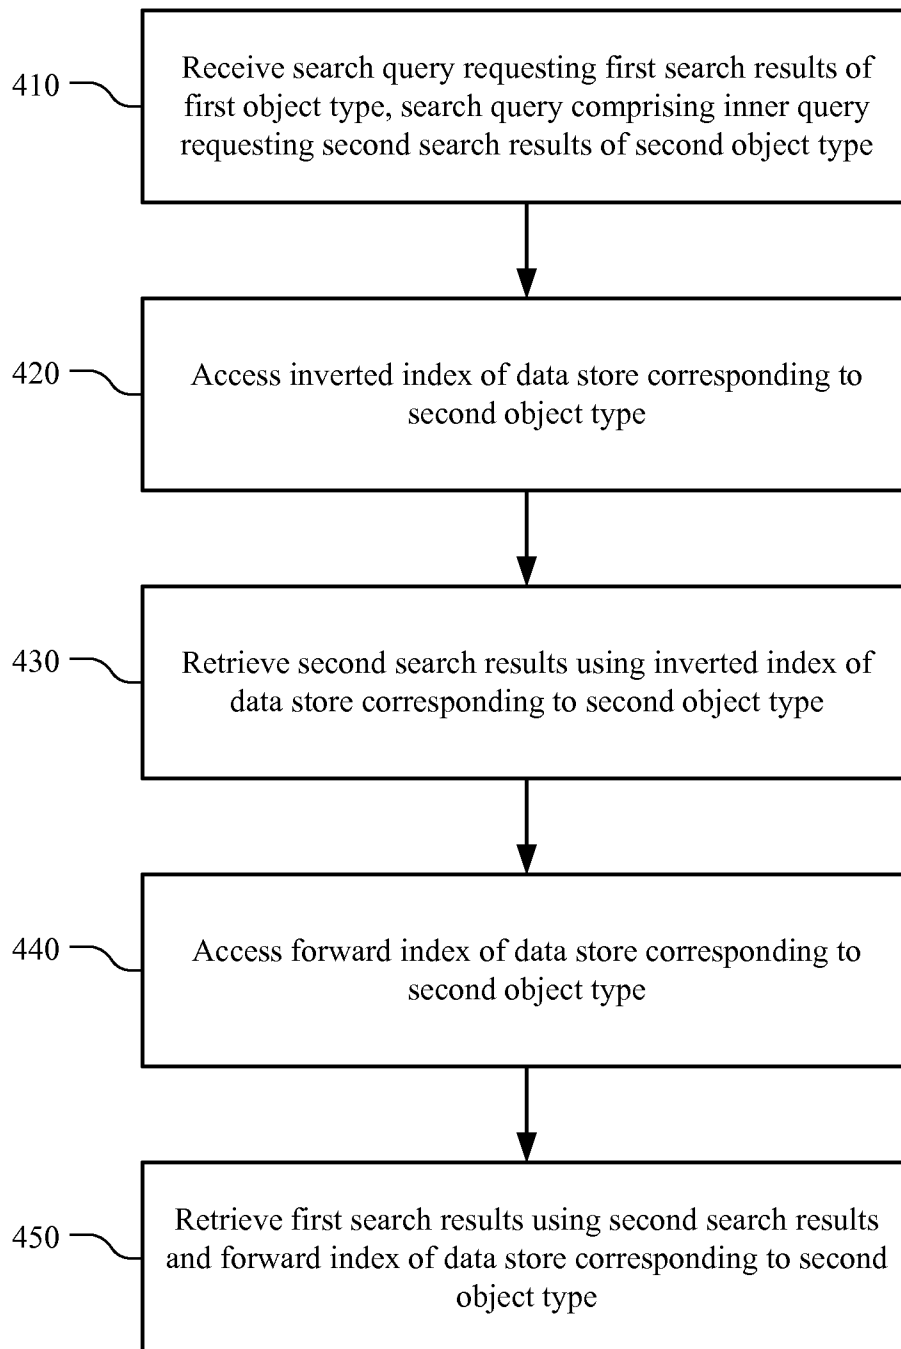 410
Receive search query requesting first search results of
first object type, search query comprising inner query
requesting second search results of second object type
420
Access inverted index of data store corresponding to
second object type
430
Retrieve second search results using inverted index of
data store corresponding to second object type
440
Access forward index of data store corresponding to
second object type
450
Retrieve first search results using second search results
and forward index of data store corresponding to second
object type